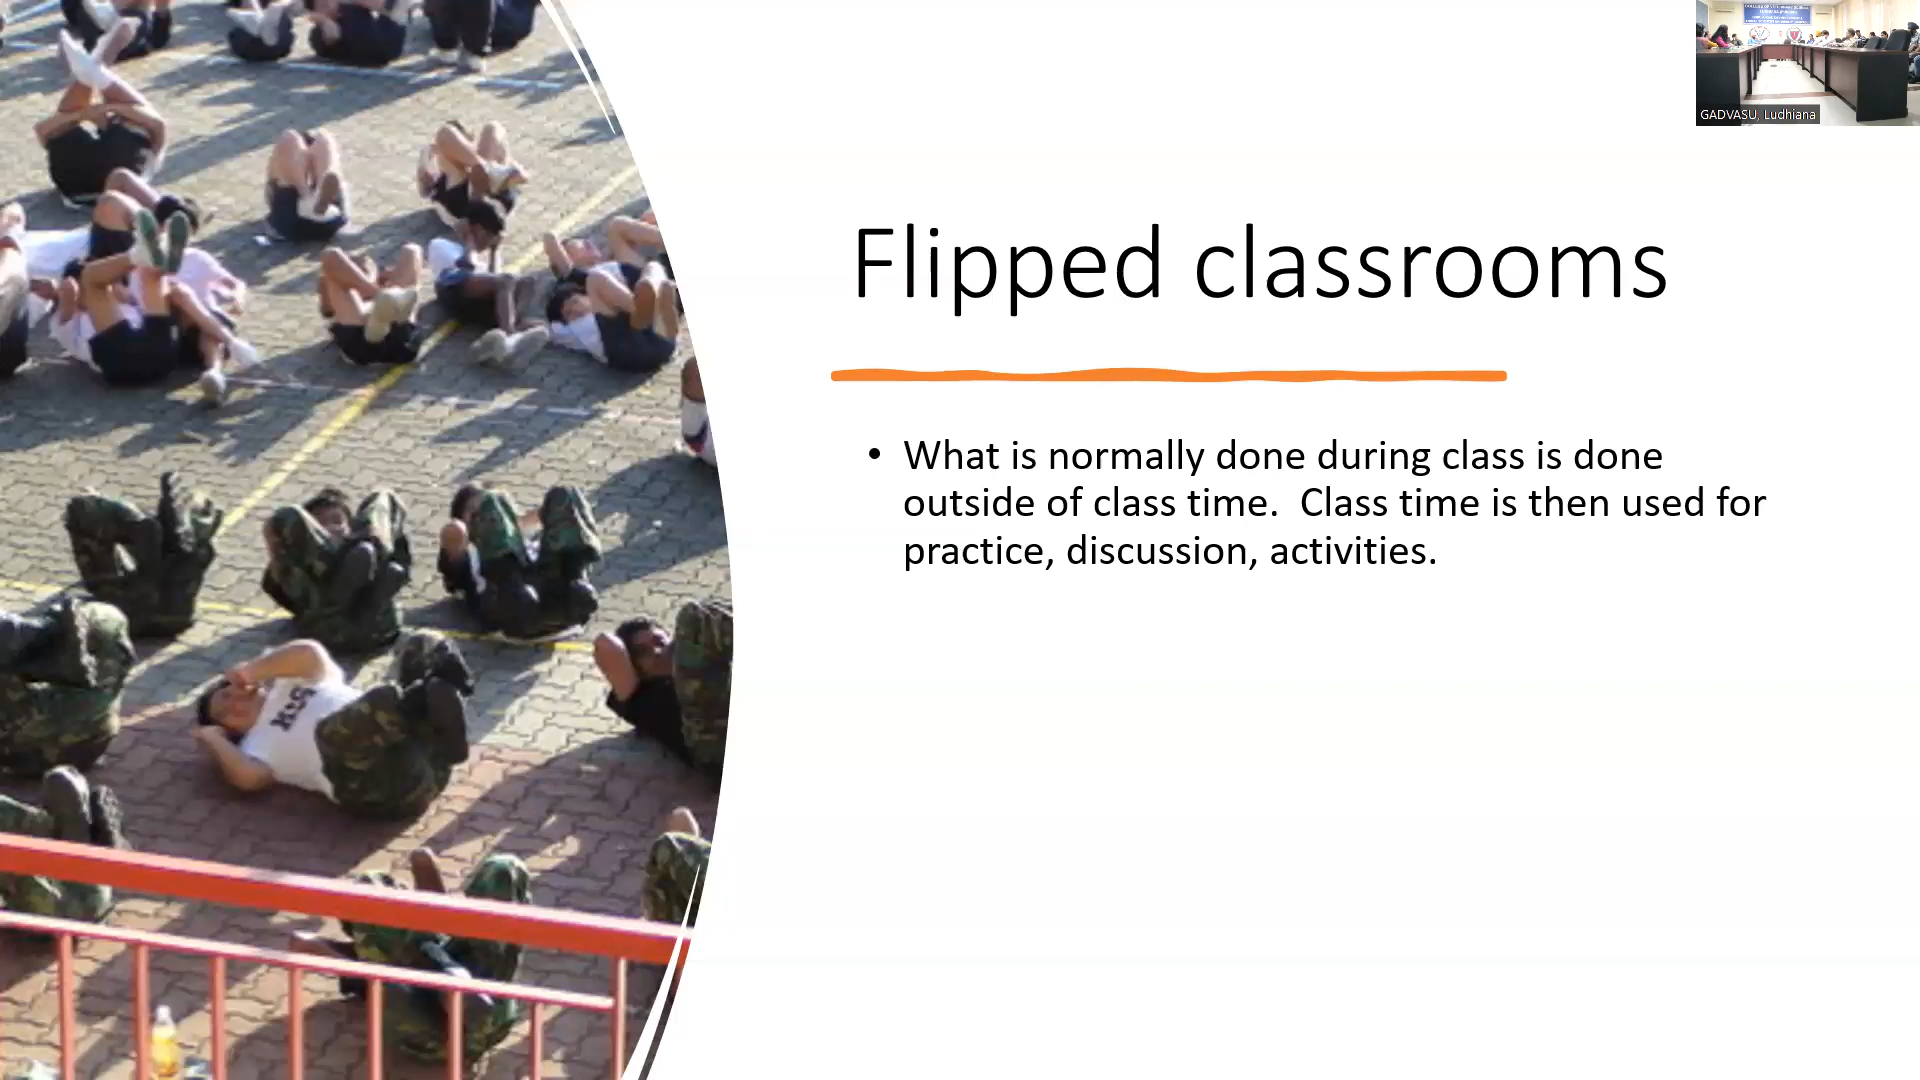 GADVASU, Ludhiana
Flipped classrooms
• What is normally done during class is done
outside of class time.  Class time is then used for
practice, discussion, activities.